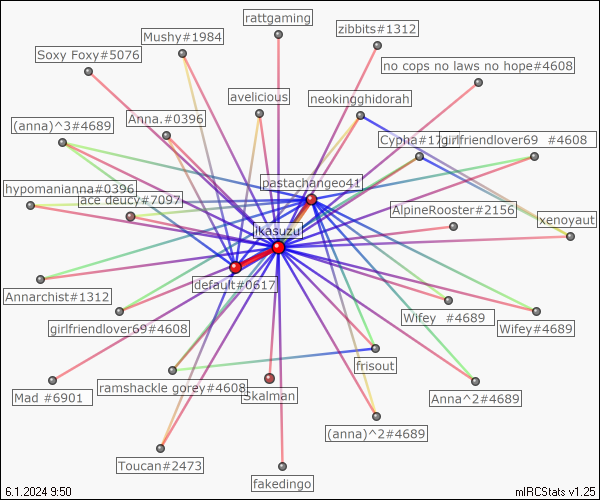 rattgaming
zibbits#1312
Mushy#1984
Soxy Foxy#5076
no cops no laws no hope#4608
avelicious
neokingghidorah
Anna.#0396
(anna)^3#4689
girlfriendlover69 #4608
pastachangeo41
hypomanianna#0396
ace deucy#7097
AlpineRooster#2156
xenoyaut
ikasuzu
default#0617
Annarchist#1312
girlfriendlover69#4608
Wifey #4689
Wifey#4689
frisout
ramshackle gorey#4608
Skalman
Mad #6901
Anna^2#4689
(anna)^2#4689
Toucan#2473
fakedingo
6.1.2024 9:50
mIRCStats v1.25